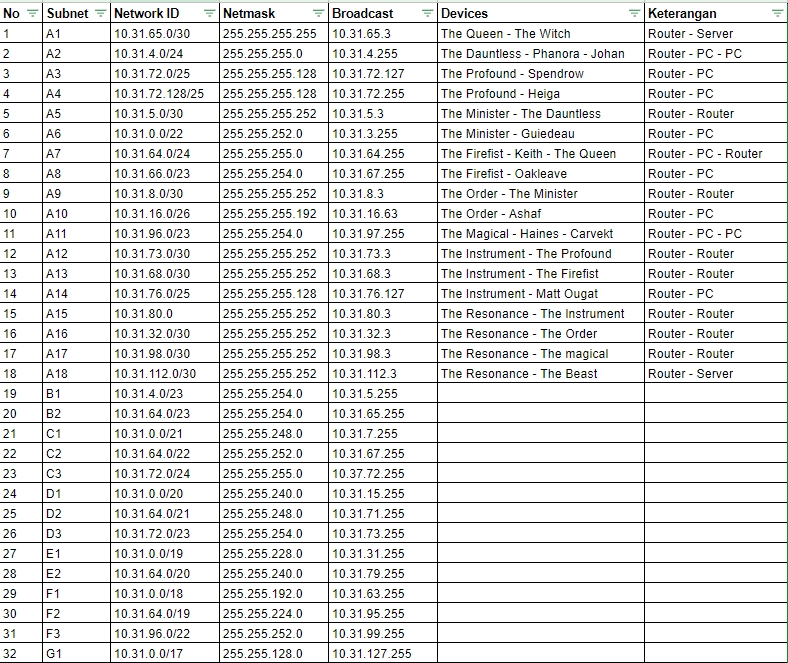 No Subnet Network ID Netmask Broadcast Devices Keterangan
1 A1 10.31.65.0/30 255.255.255.255 10.31.65.3 The Queen - The Witch Router - Server
2 A2 10.31.4.0/24 255.255.255.0 10.31.4.255 The Dauntless - Phanora - Johan Router - PC - PC
3 A3 10.31.72.0/25 255.255.255.128 10.31.72.127 The Profound - Spendrow Router - PC
4 A4 10.31.72.128/25 255.255.255.128 10.31.72.255 The Profound - Heiga Router - PC
5 A5 10.31.5.0/30 255.255.255.252 10.31.5.3 The Minister - The Dauntless Router - Router
6 A6 10.31.0.0/22 255.255.252.0 10.31.3.255 The Minister - Guiedeau Router - PC
7 A7 10.31.64.0/24 255.255.255.0 10.31.64.255 The Firefist - Keith - The Queen Router - PC - Router
8 A8 10.31.66.0/23 255.255.254.0 10.31.67.255 The Firefist - Oakleave Router - PC
9 A9 10.31.8.0/30 255.255.255.252 10.31.8.3 The Order - The Minister Router - Router
10 A10 10.31.16.0/26 255.255.255.192 10.31.16.63 The Order - Ashaf Router - PC
11 A11 10.31.96.0/23 255.255.254.0 10.31.97.255 The Magical - Haines - Carvekt Router - PC - PC
12 A12 10.31.73.0/30 255.255.255.252 10.31.73.3 The Instrument - The Profound Router - Router
13 A13 10.31.68.0/30 255.255.255.252 10.31.68.3 The Instrument - The Firefist Router - Router
14 A14 10.31.76.0/25 255.255.255.128 10.31.76.127 The Instrument - Matt Ougat Router - PC
15 A15 10.31.80.0 255.255.255.252 10.31.80.3 The Resonance - The Instrument Router - Router
16 A16 10.31.32.0/30 255.255.255.252 10.31.32.3 The Resonance - The Order Router - Router
17 A17 10.31.98.0/30 255.255.255.252 10.31.98.3 The Resonance - The magical Router - Router
18 A18 10.31.112.0/30 255.255.255.252 10.31.112.3 The Resonance - The Beast Router - Server
19 B1 10.31.4.0/23 255.255.254.0 10.31.5.255
20 B2 10.31.64.0/23 255.255.254.0 10.31.65.255
21 C1 10.31.0.0/21 255.255.248.0 10.31.7.255
22 C2 10.31.64.0/22 255.255.252.0 10.31.67.255
23 C3 10.31.72.0/24 255.255.255.0 10.37.72.255
24 D1 10.31.0.0/20 255.255.240.0 10.31.15.255
25 D2 10.31.64.0/21 255.255.248.0 10.31.71.255
26 D3 10.31.72.0/23 255.255.254.0 10.31.73.255
27 E1 10.31.0.0/19 255.255.228.0 10.31.31.255
28 E2 10.31.64.0/20 255.255.240.0 10.31.79.255
29 F1 10.31.0.0/18 255.255.192.0 10.31.63.255
30 F2 10.31.64.0/19 255.255.224.0 10.31.95.255
31 F3 10.31.96.0/22 255.255.252.0 10.31.99.255
32 G1 10.31.0.0/17 255.255.128.0 10.31.127.255